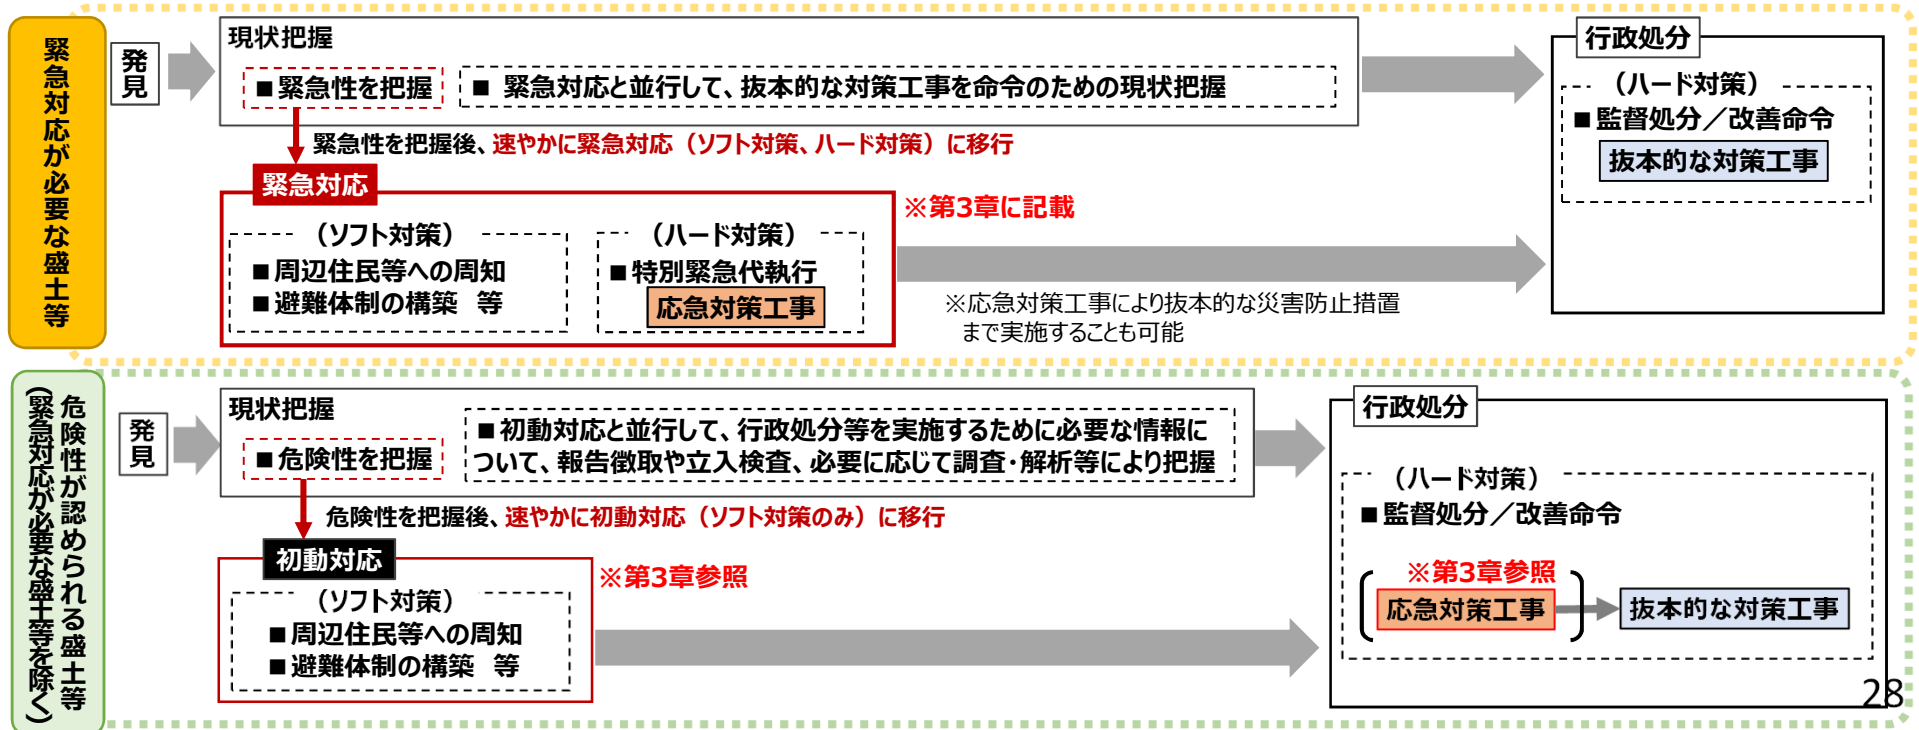 緊急対応が必要な盛土等
発見
現状把握
■緊急性を把握
■ 緊急対応と並行して、抜本的な対策工事を命令のための現状把握
緊急性を把握後、速やかに緊急対応（ソフト対策、ハード対策）に移行
緊急対応
（ソフト対策）
■周辺住民等への周知
■避難体制の構築 等
（ハード対策）
■特別緊急代執行
応急対策工事
※第3章に記載
※応急対策工事により抜本的な災害防止措置
まで実施することも可能
行政処分
（ハード対策）
■監督処分／改善命令
抜本的な対策工事
危険性が認められる盛土等
（緊急対応が必要な盛土等を除く）
発見
現状把握
■危険性を把握
■初動対応と並行して、行政処分等を実施するために必要な情報に
ついて、報告徴取や立入検査、必要に応じて調査・解析等により把握
危険性を把握後、速やかに初動対応（ソフト対策のみ）に移行
初動対応
（ソフト対策）
■周辺住民等への周知
■避難体制の構築 等
※第3章参照
行政処分
（ハード対策）
■監督処分／改善命令
※第3章参照
応急対策工事
抜本的な対策工事
28